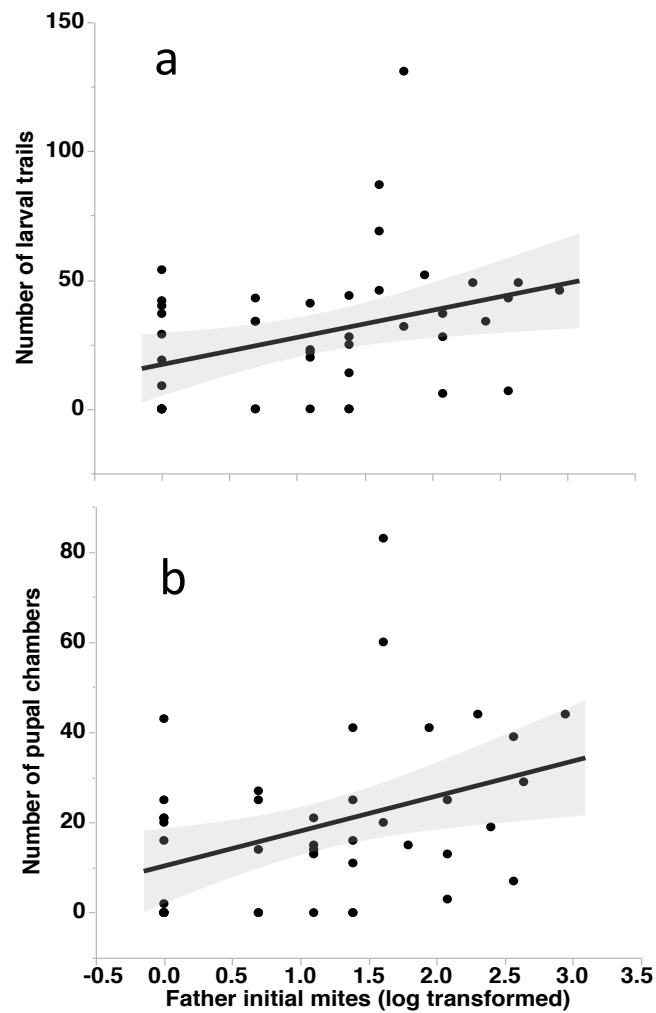 150
a
100
50
0
Number of larval trails
80
b
60
40
20
0
Number of pupal chambers
-0.5 0.0 0.5 1.0 1.5 2.0 2.5 3.0 3.5
Father initial mites (log transformed)